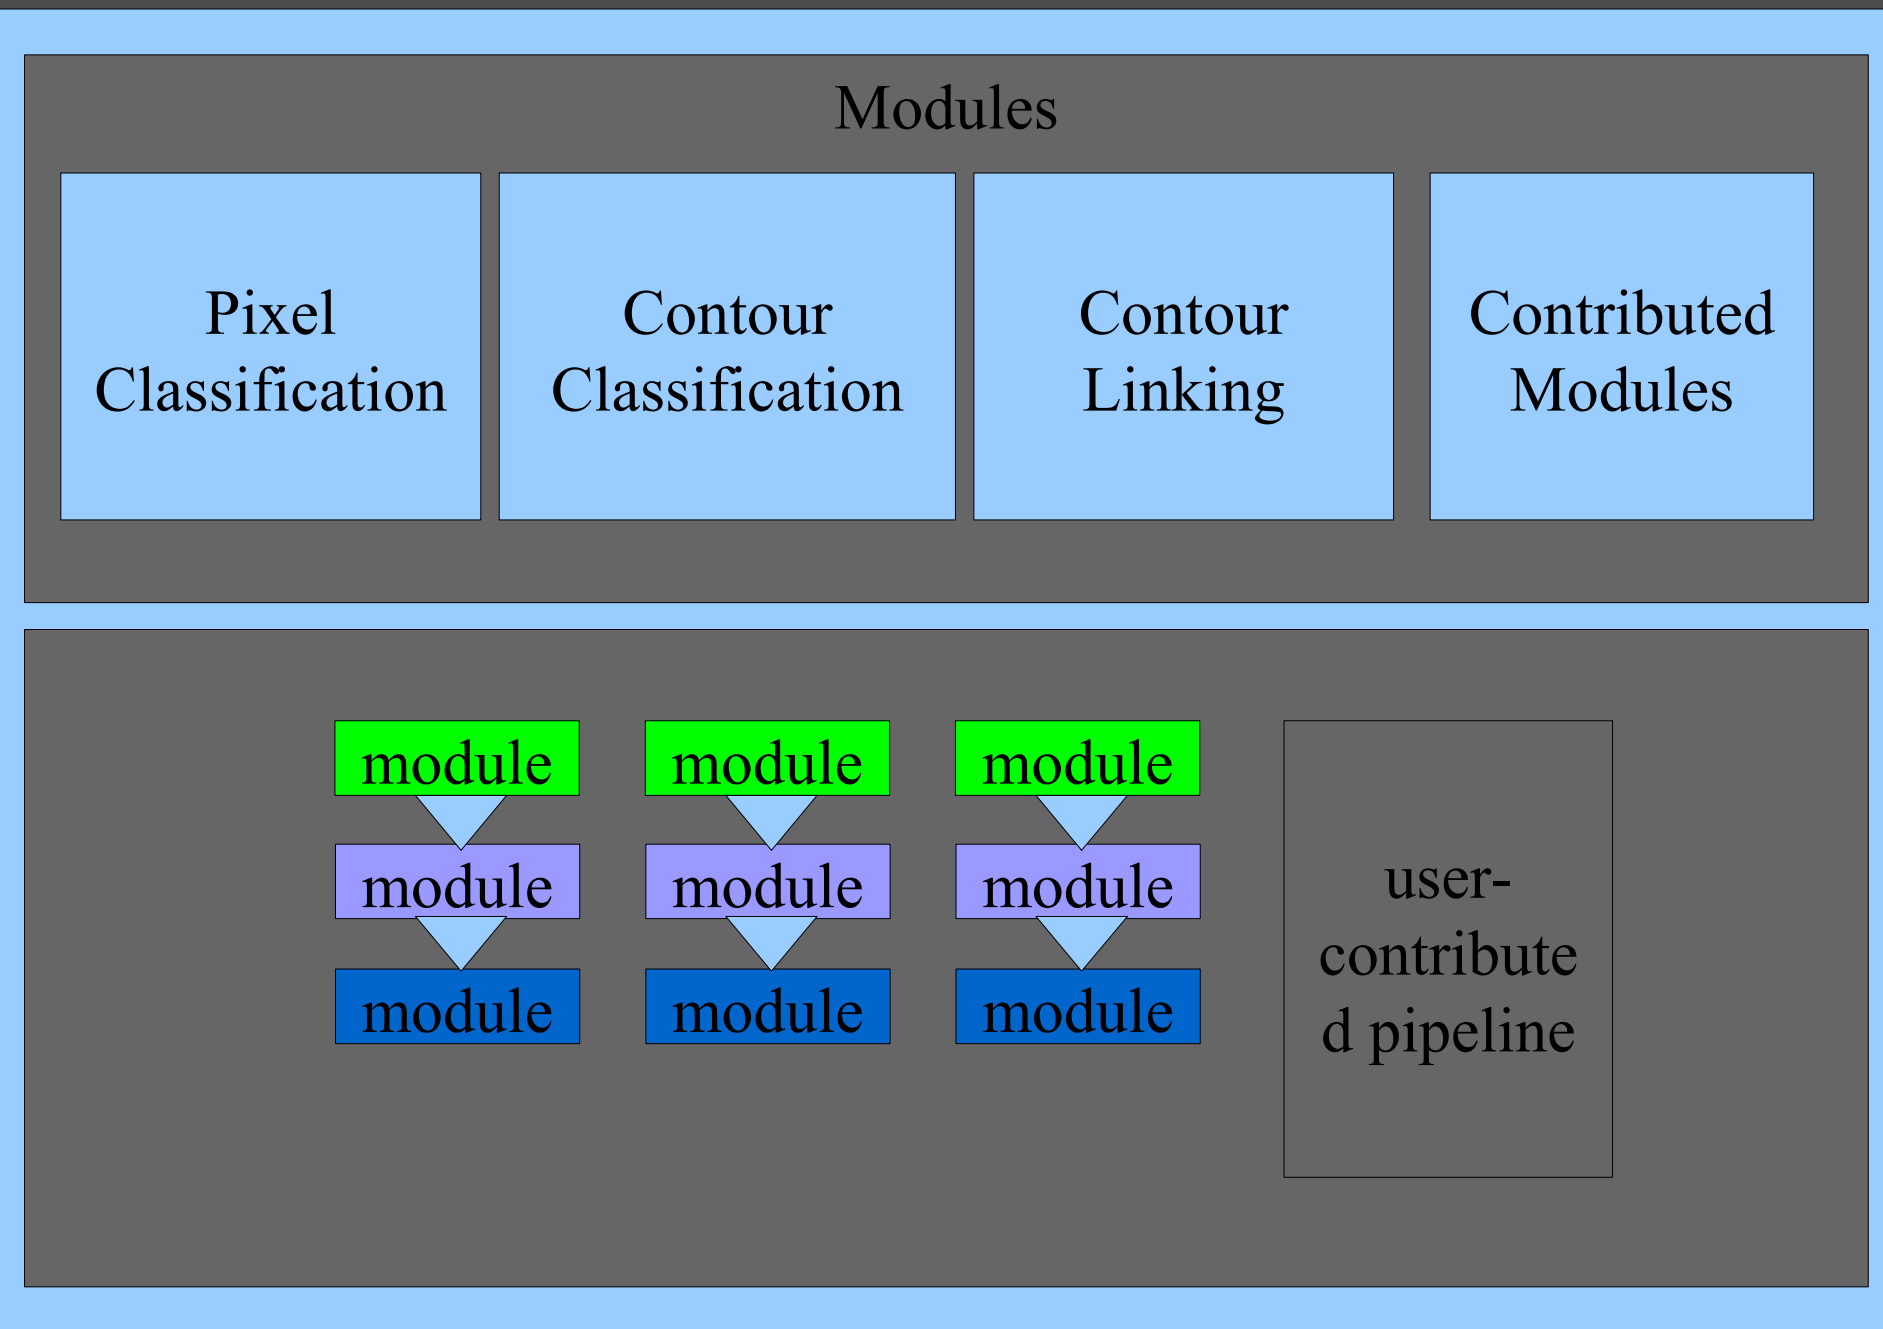 Modules
Pixel
Classification
Contour
Classification
Contour
Linking
Contributed
Modules
module
module
module
module
module
module
module
module
module
user-
contribute
d pipeline